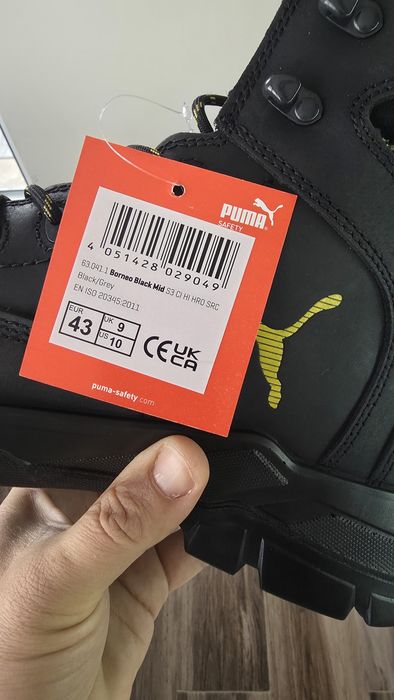 PUMA
SAFETY
4 051428 029049
63.041.1 Borneo Black Mid S3 CI HI HRO SRC
Black/Grey
EN ISO 20345:2011
EUR 43
UK 9
US 10
CE UK CA
puma-safety.com